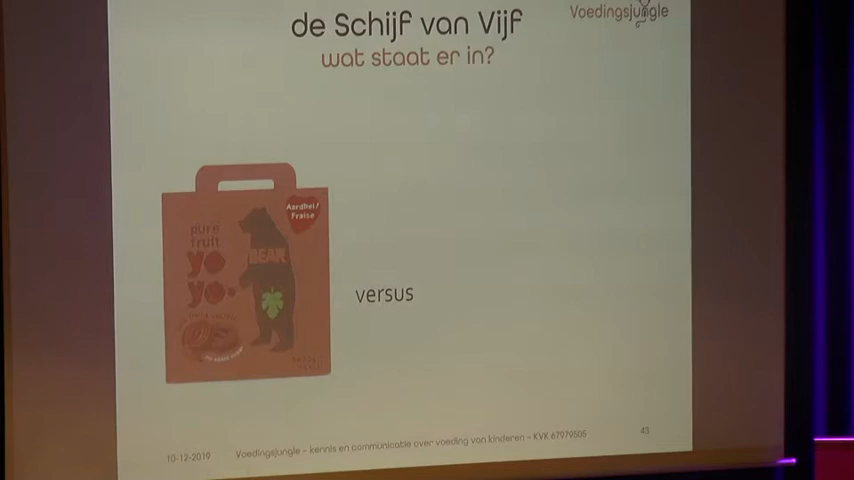 de Schijf van Vijf
Voedingsjungle
wat staat er in?
Aardbei/
Fraise
pure
fruit
yo
yo
BEAR
versus
10-12-2019
Voedingsjungle – kennis en communicatie over voeding van kinderen – KVK 67979505
43